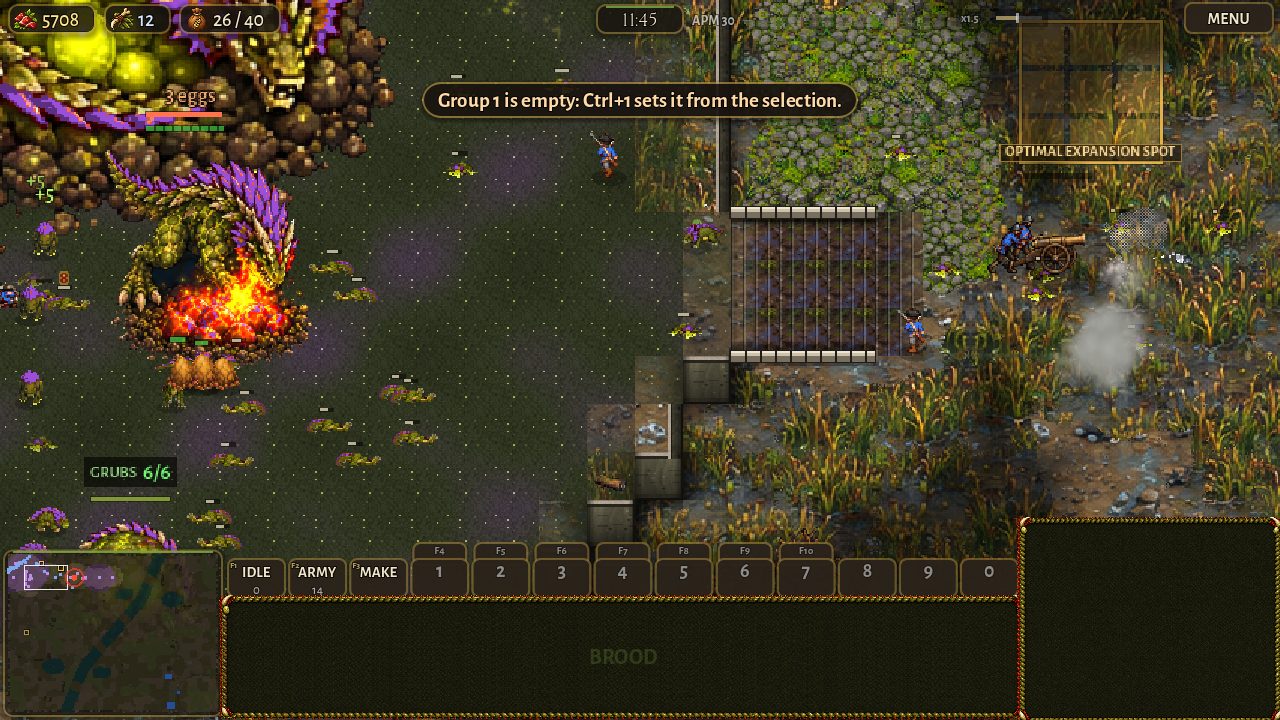 5708
12
26 / 40
11:45
APM 30
x1.5
MENU
Group 1 is empty: Ctrl+1 sets it from the selection.
3 eggs
OPTIMAL EXPANSION SPOT
+5
+5
8
GRUBS 6/6
F1 IDLE
0
F2 ARMY
14
F3 MAKE
F4
1
F5
2
F6
3
F7
4
F8
5
F9
6
F10
7
8
9
0
BROOD